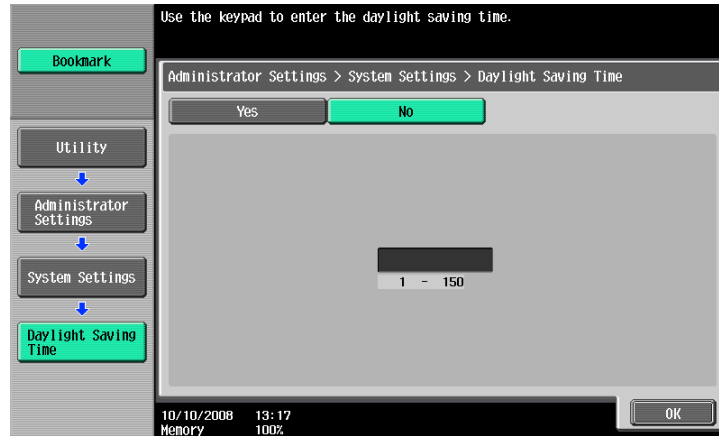 Use the keypad to enter the daylight saving time.
Bookmark
Administrator Settings > System Settings > Daylight Saving Time
Yes
No
Utility
Administrator
Settings
System Settings
Daylight Saving
Time
1 - 150
10/10/2008 13:17
Memory 100%
OK